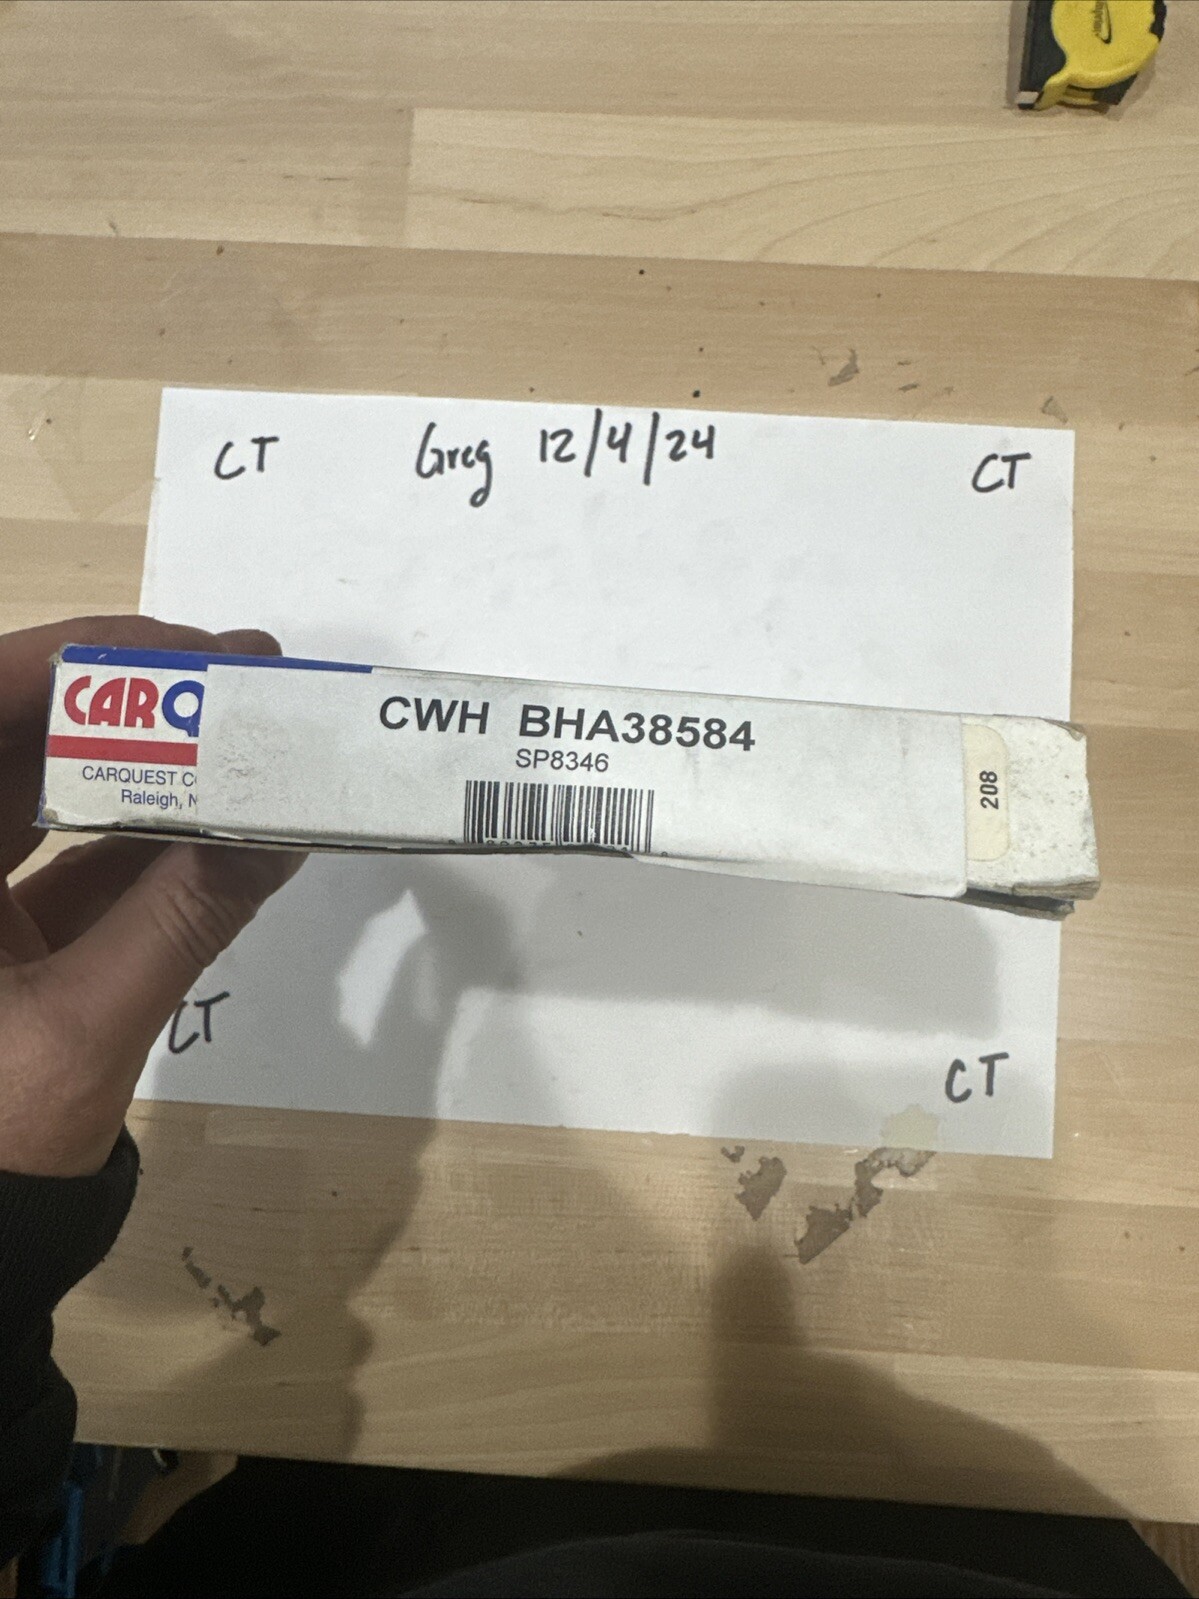 CT Greg 12/4/24 CT
CARQ
CARQUEST C
Raleigh, N
CWH BHA38584
SP8346
208
CT
CT